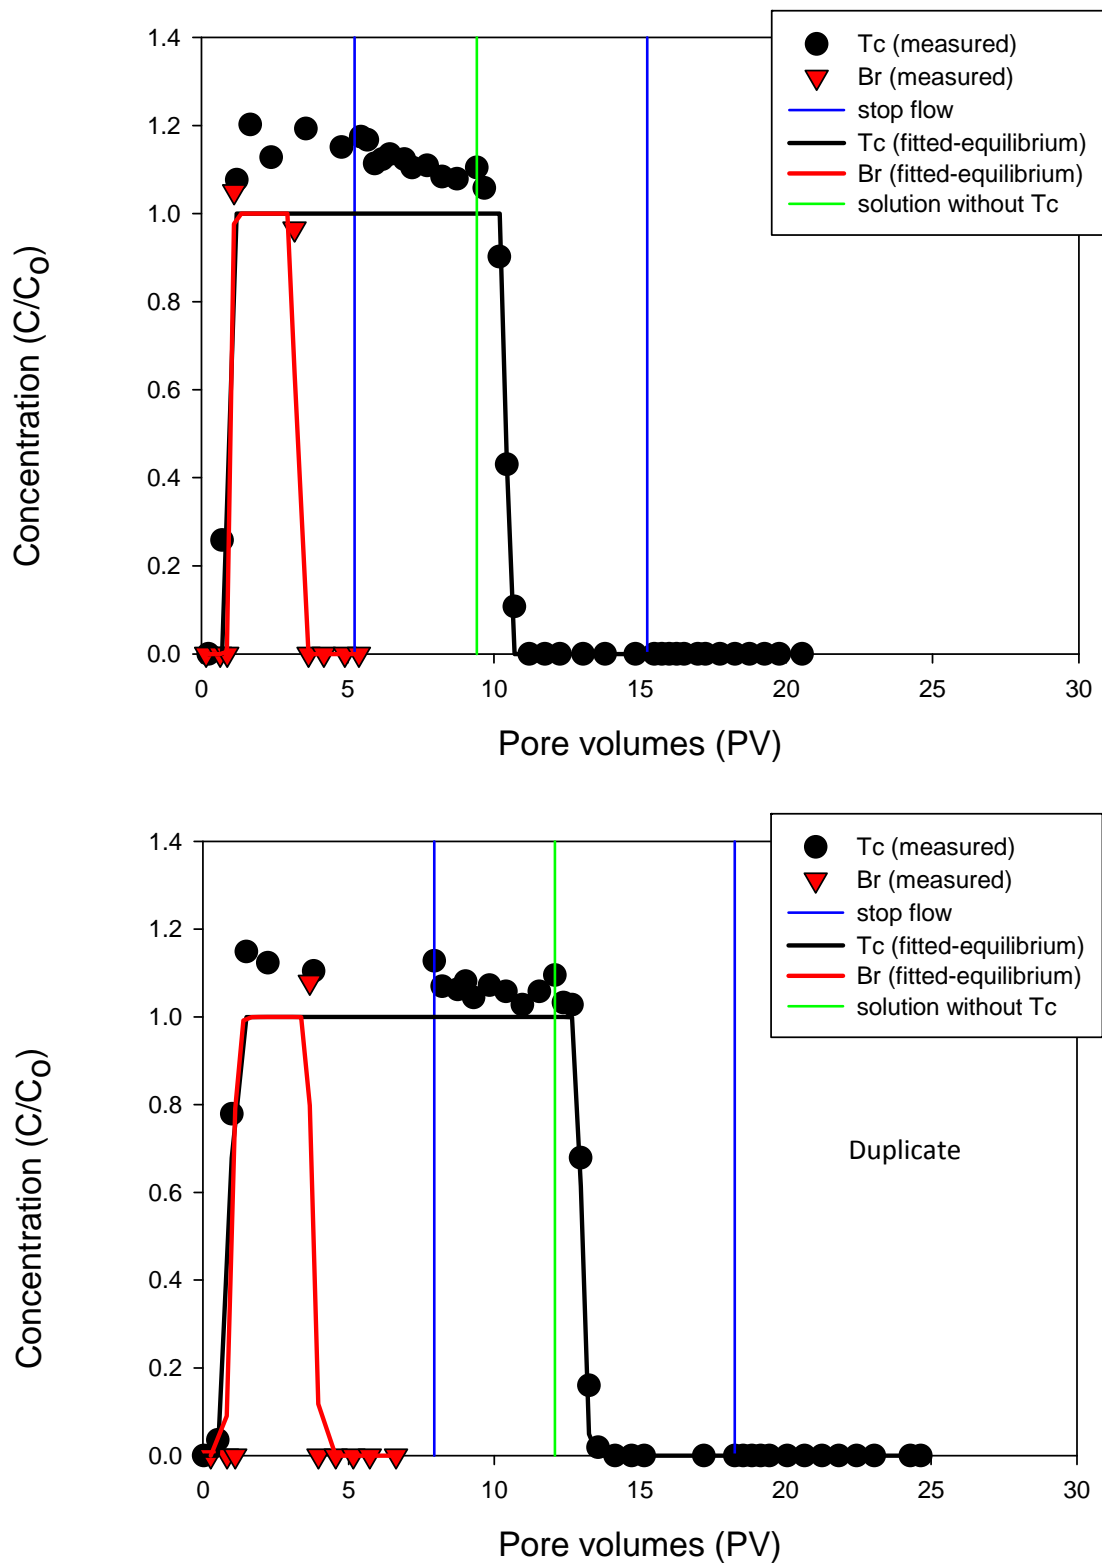 1.4
1.2
1.0
0.8
0.6
0.4
0.2
0.0
Concentration (C/Co)
0 5 10 15 20 25 30
Pore volumes (PV)
Tc (measured)
Br (measured)
stop flow
Tc (fitted-equilibrium)
Br (fitted-equilibrium)
solution without Tc
1.4
1.2
1.0
0.8
0.6
0.4
0.2
0.0
Concentration (C/Co)
0 5 10 15 20 25 30
Pore volumes (PV)
Tc (measured)
Br (measured)
stop flow
Tc (fitted-equilibrium)
Br (fitted-equilibrium)
solution without Tc
Duplicate